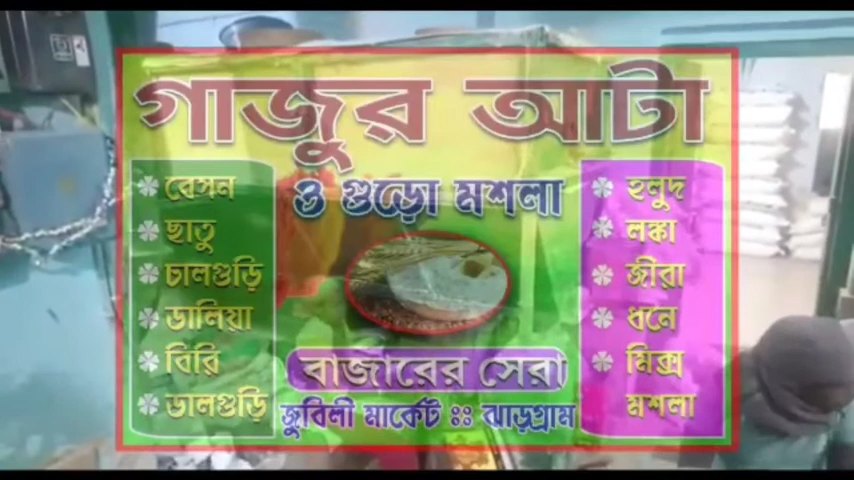 গাজুর আটা
ও গুড়ো মশলা
বেসন
ছাতু
চালগুড়ি
ডালিয়া
বিরি
ডালগুড়ি
হলুদ
লঙ্কা
জীরা
ধনে
মিক্স
মশলা
বাজারের সেরা
জুবিলী মার্কেট ঃঃ ঝাড়গ্রাম